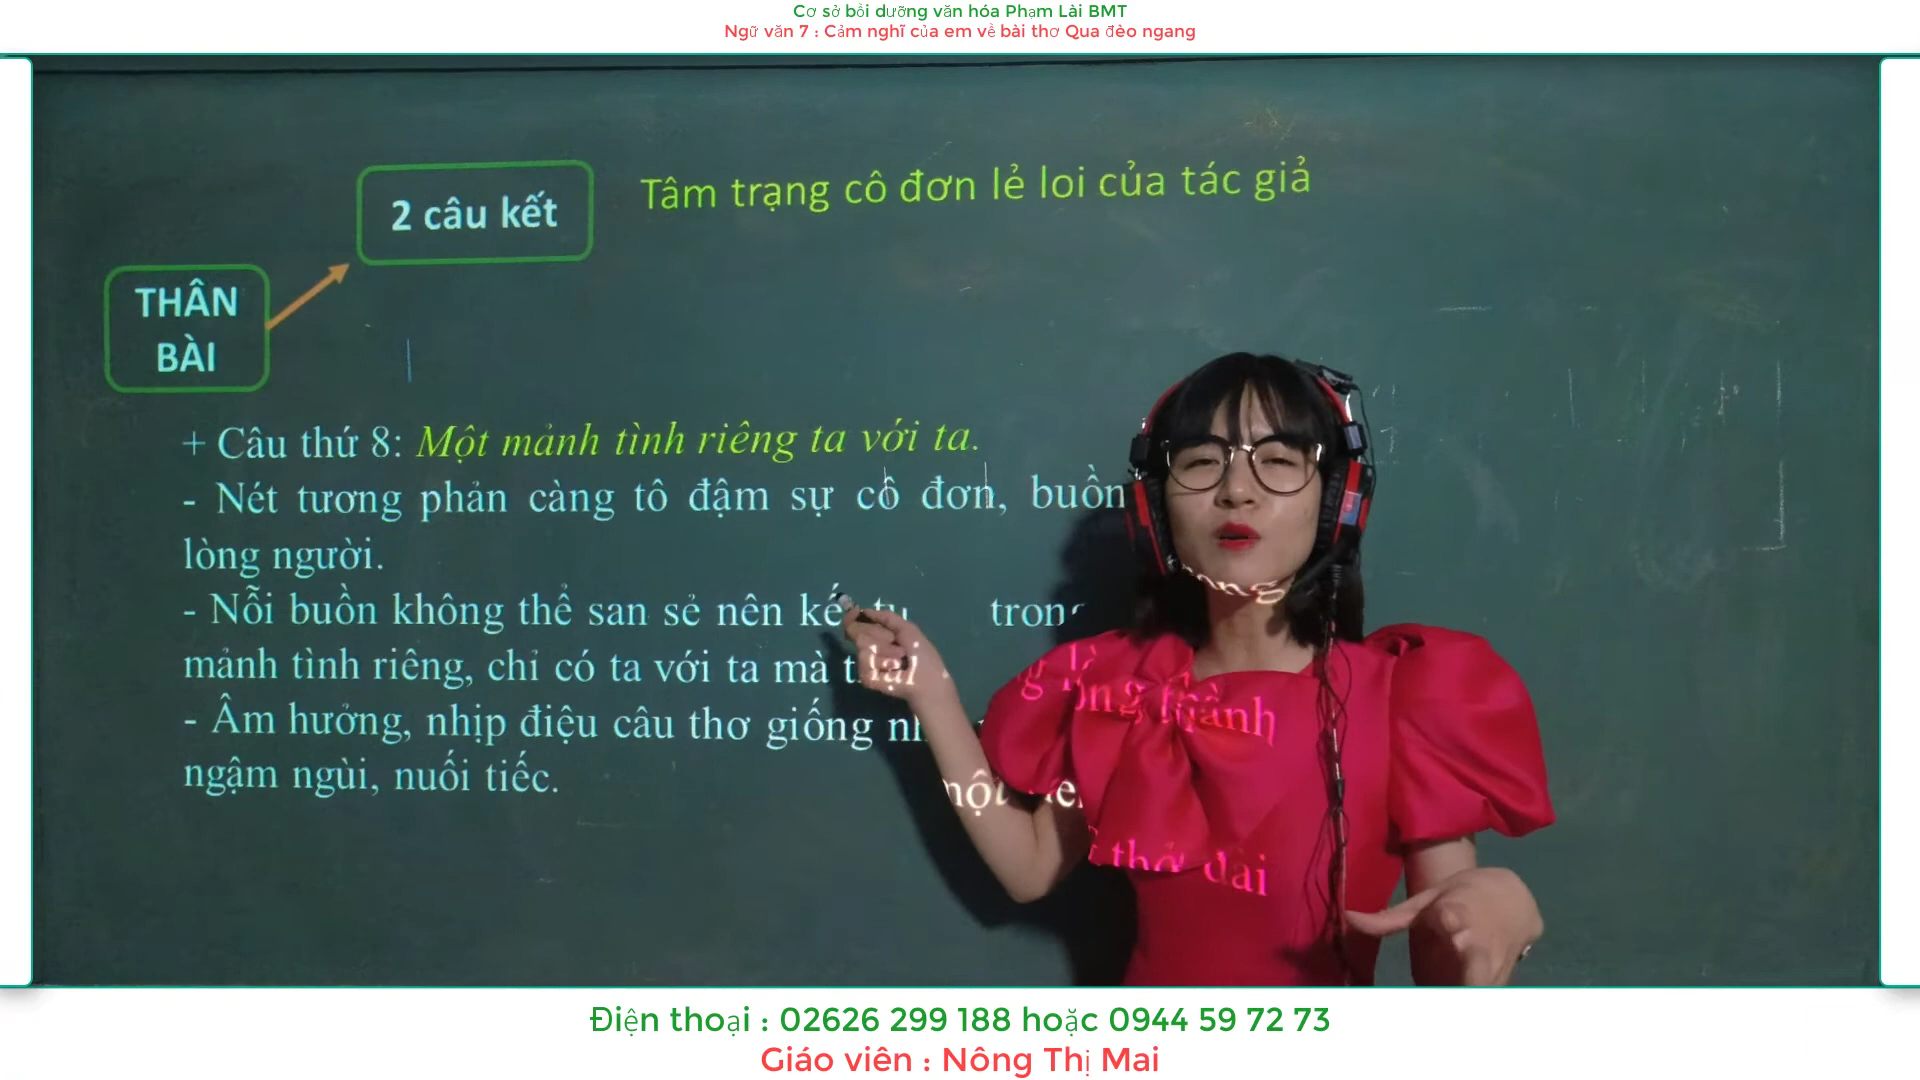 Cơ sở bồi dưỡng văn hóa Phạm Lài BMT
Ngữ văn 7 : Cảm nghĩ của em về bài thơ Qua đèo ngang
2 câu kết
Tâm trạng cô đơn lẻ loi của tác giả
THÂN
BÀI
+ Câu thứ 8: Một mảnh tình riêng ta với ta.
- Nét tương phản càng tô đậm sự cô đơn, buồn
lòng người.
- Nỗi buồn không thể san sẻ nên
mảnh tình riêng, chỉ có ta với ta mà
- Âm hưởng, nhịp điệu câu thơ giống
thở dài
ngậm ngùi, nuối tiếc.
Điện thoại : 02626 299 188 hoặc 0944 59 72 73
Giáo viên : Nông Thị Mai